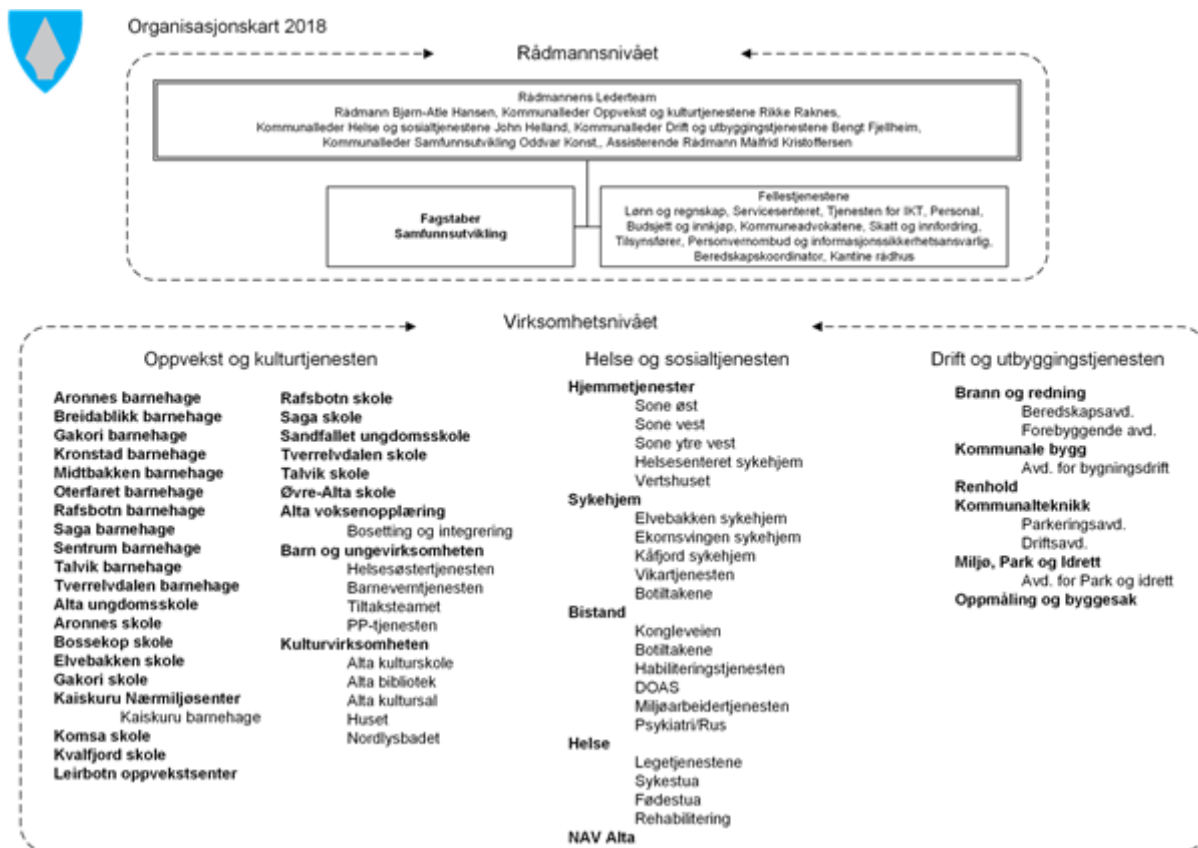 Organisasjonskart 2018
Rådmannsnivået
Rådmannens Lederteam
Rådmann Bjørn-Atle Hansen, Kommunalleder Oppvekst og kulturtjenestene Rikke Raknes,
Kommunalleder Helse og sosialtjenestene John Helland, Kommunalleder Drift og utbyggingstjenestene Bengt Fjellheim,
Kommunalleder Samfunnsutvikling Oddvar Konst,, Assisterende Rådmann Målfrid Kristoffersen
Fagstaber
Samfunnsutvikling
Fellestjenestene
Lønn og regnskap, Servicesenteret, Tjenesten for IKT, Personal,
Budsjett og innkjøp, Kommuneadvokatene, Skatt og innfordring,
Tilsynsfører, Personvernombud og informasjonssikkerhetsansvarlig,
Beredskapskoordinator, Kantine rådhus
Virksomhetsnivået
Oppvekst og kulturtjenesten
Aronnes barnehage
Breidablikk barnehage
Gakori barnehage
Kronstad barnehage
Midtbakken barnehage
Oterfaret barnehage
Rafsbotn barnehage
Saga barnehage
Sentrum barnehage
Talvik barnehage
Tverrelvdalen barnehage
Alta ungdomsskole
Aronnes skole
Bossekop skole
Elvebakken skole
Gakori skole
Kaiskuru Nærmiljøsenter
Kaiskuru barnehage
Komsa skole
Kvalfjord skole
Leirbotn oppvekstsenter
Rafsbotn skole
Saga skole
Sandfallet ungdomsskole
Tverrelvdalen skole
Talvik skole
Øvre-Alta skole
Alta voksenopplæring
Bosetting og integrering
Barn og ungevirksomheten
Helsesøstertjenesten
Barneverntjenesten
Tiltaksteamet
PP-tjenesten
Kulturvirksomheten
Alta kulturskole
Alta bibliotek
Alta kultursal
Huset
Nordlysbadet
Helse og sosialtjenesten
Hjemmetjenester
Sone øst
Sone vest
Sone ytre vest
Helsesenteret sykehjem
Vertshuset
Sykehjem
Elvebakken sykehjem
Ekornsvingen sykehjem
Kåfjord sykehjem
Vikartjenesten
Botiltakene
Bistand
Kongleveien
Botiltakene
Habiliteringstjenesten
DOAS
Miljøarbeidertjenesten
Psykiatri/Rus
Helse
Legetjenestene
Sykestua
Fødestua
Rehabilitering
NAV Alta
Drift og utbyggingstjenesten
Brann og redning
Beredskapsavd.
Forebyggende avd.
Kommunale bygg
Avd. for bygningsdrift
Renhold
Kommunalteknikk
Parkeringsavd.
Driftsavd.
Miljø, Park og Idrett
Avd. for Park og idrett
Oppmåling og byggesak